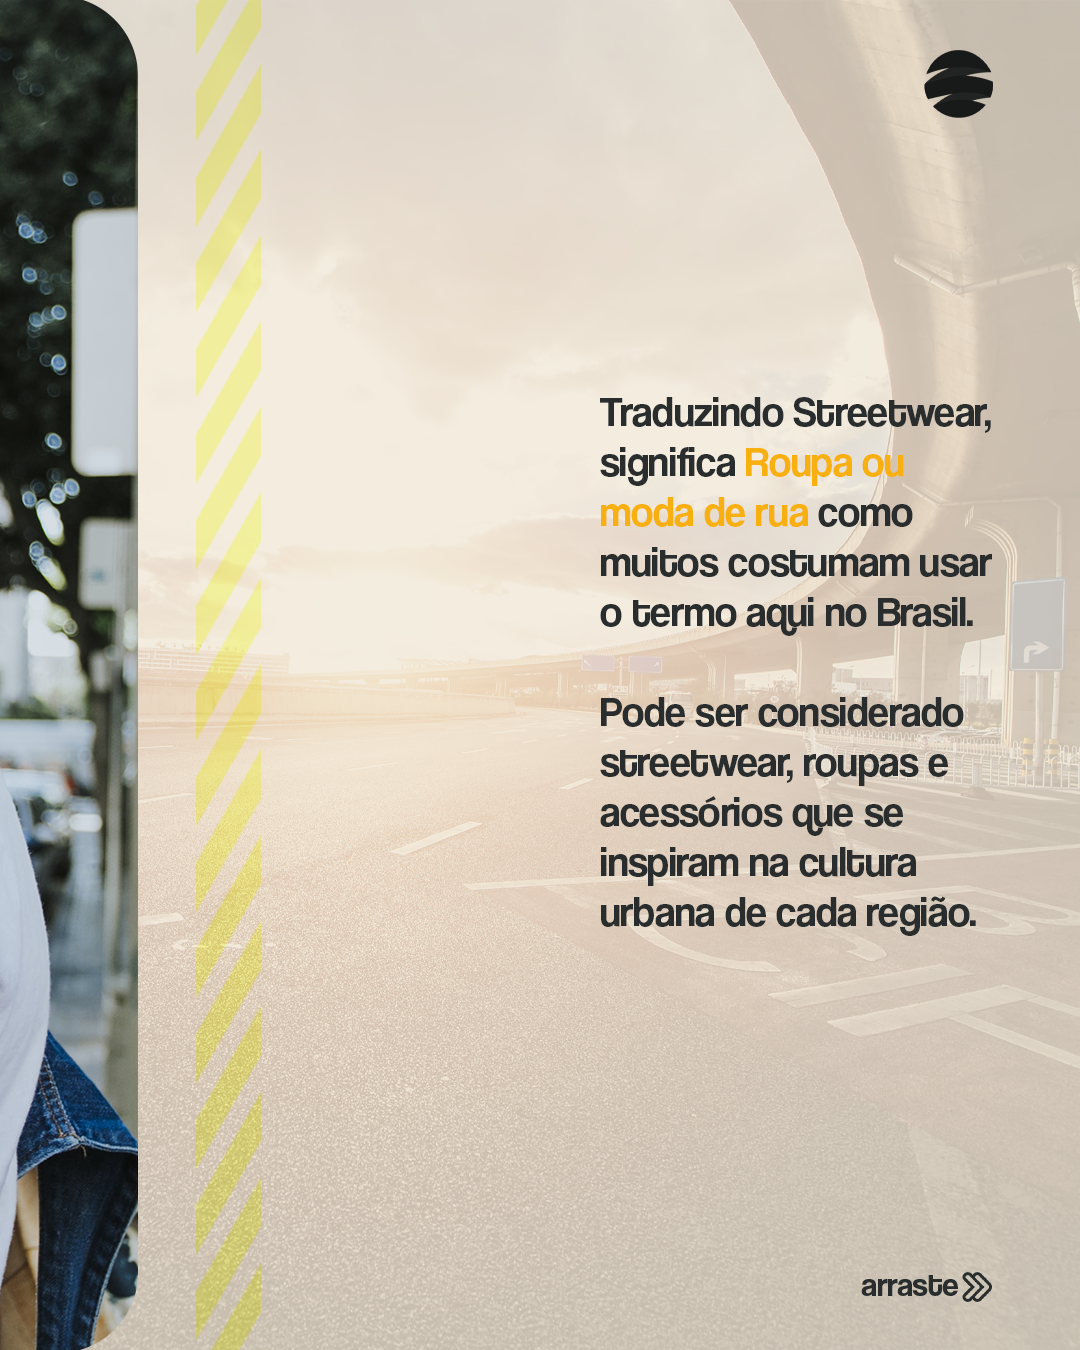 Traduzindo Streetwear,
significa Roupa ou
moda de rua como
muitos costumam usar
o termo aqui no Brasil.
Pode ser considerado
streetwear, roupas e
acessórios que se
inspiram na cultura
urbana de cada região.
arraste